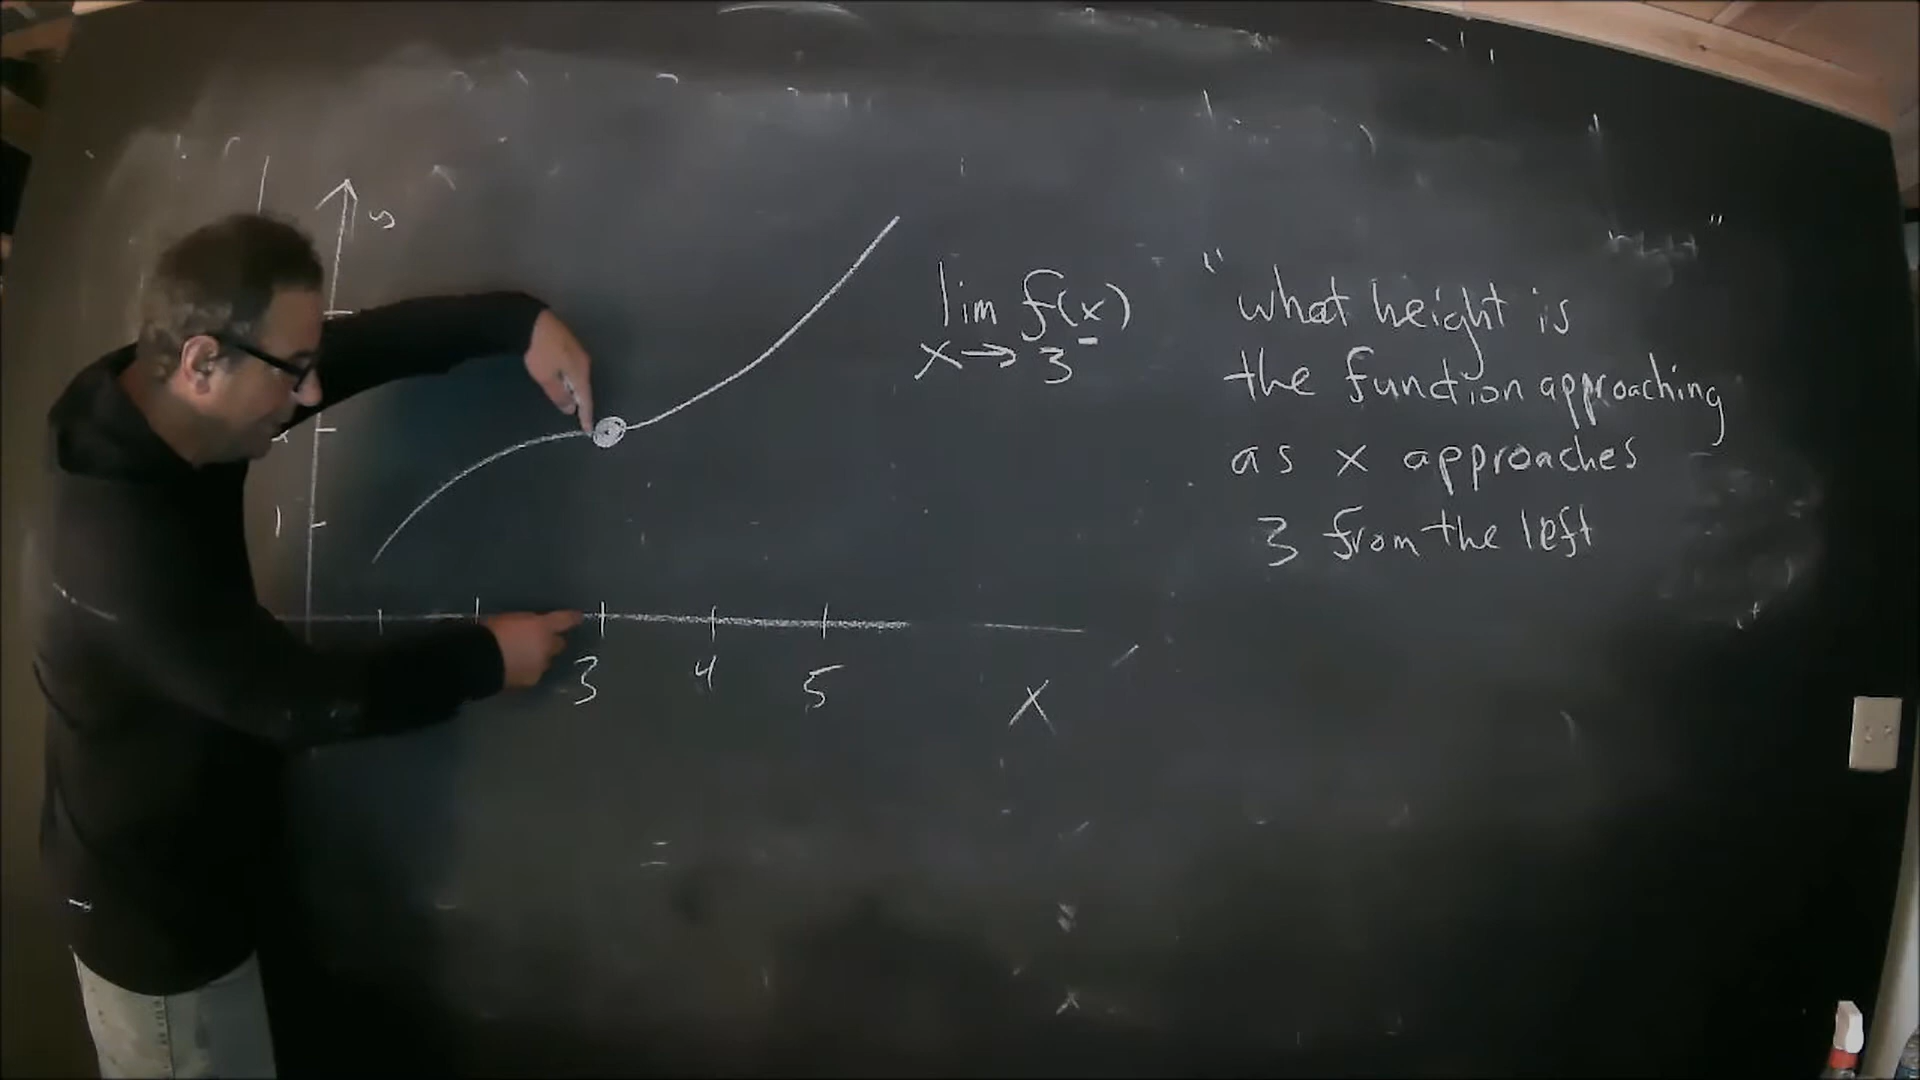 y
lim f(x)
x → 3⁻
" what height is
the function approaching
as x approaches
3 from the left "
1
3 4 5
x